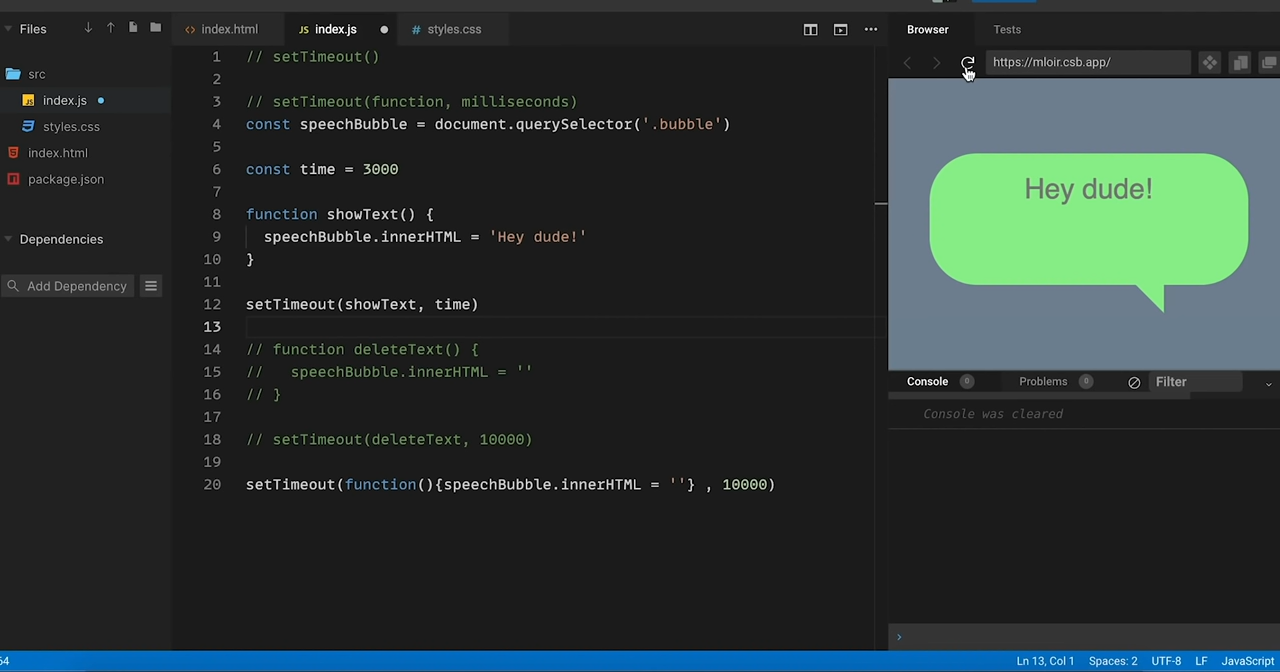 Files
index.html
index.js
styles.css
Browser
Tests
https://mloir.csb.app/
src
index.js
styles.css
index.html
package.json
Dependencies
Add Dependency
1 // setTimeout()
2
3 // setTimeout(function, milliseconds)
4 const speechBubble = document.querySelector('.bubble')
5
6 const time = 3000
7
8 function showText() {
9 speechBubble.innerHTML = 'Hey dude!'
10 }
11
12 setTimeout(showText, time)
13
14 // function deleteText() {
15 // speechBubble.innerHTML = ''
16 // }
17
18 // setTimeout(deleteText, 10000)
19
20 setTimeout(function(){speechBubble.innerHTML = ''} , 10000)
Hey dude!
Console 0 Problems 0 Filter
Console was cleared
64 Ln 13, Col 1 Spaces: 2 UTF-8 LF JavaScript